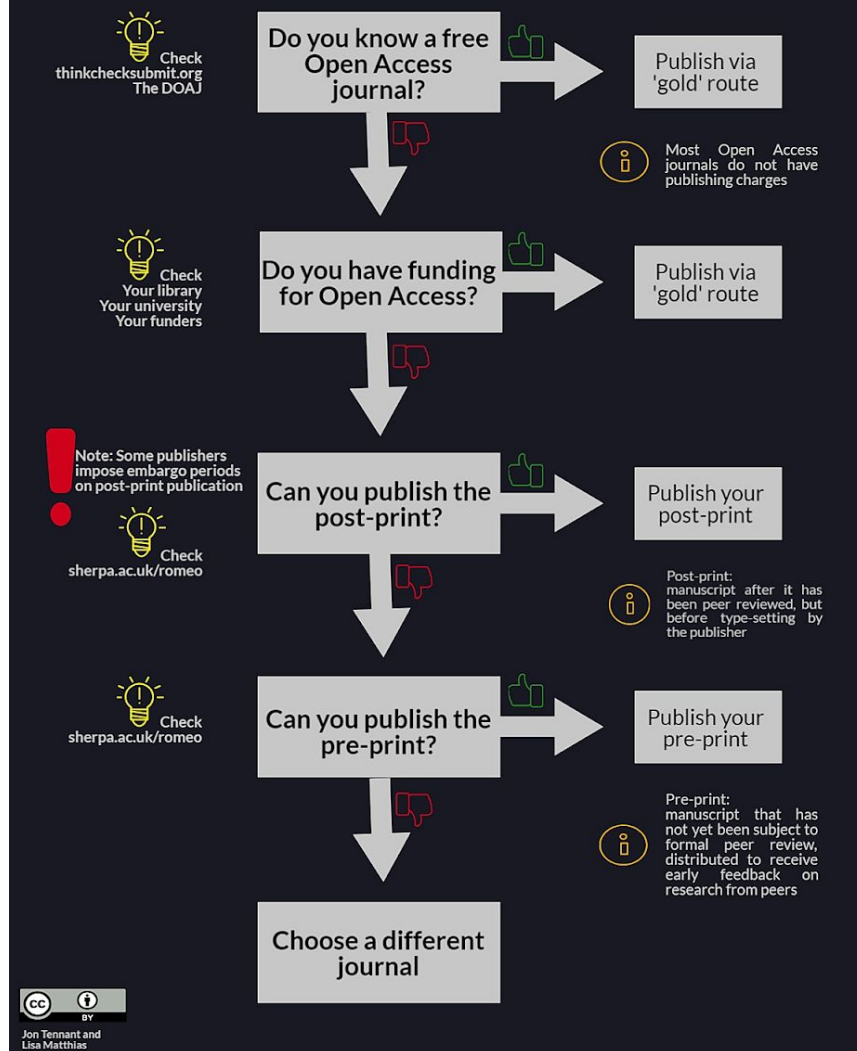 Check
thinkchecksubmit.org
The DOAJ
Do you know a free
Open Access
journal?
Publish via
'gold' route
Most Open Access
journals do not have
publishing charges
Check
Your library
Your university
Your funders
Do you have funding
for Open Access?
Publish via
'gold' route
Note: Some publishers
impose embargo periods
on post-print publication
Check
sherpa.ac.uk/romeo
Can you publish the
post-print?
Publish your
post-print
Post-print:
manuscript after it has
been peer reviewed, but
before type-setting by
the publisher
Check
sherpa.ac.uk/romeo
Can you publish the
pre-print?
Publish your
pre-print
Pre-print:
manuscript that has
not yet been subject to
formal peer review,
distributed to receive
early feedback on
research from peers
Choose a different
journal
cc
BY
Jon Tennant and
Lisa Matthias